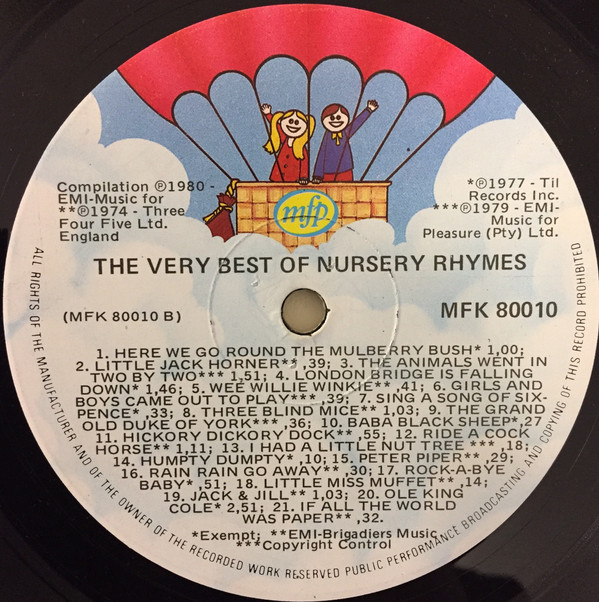 mfp
Compilation ℗1980 -
EMI-Music for
**℗1974 - Three
Four Five Ltd.
England
*℗1977 - Til
Records Inc.
***℗1979 - EMI-
Music for
Pleasure (Pty) Ltd.
THE VERY BEST OF NURSERY RHYMES
(MFK 80010 B)
MFK 80010
1. HERE WE GO ROUND THE MULBERRY BUSH* 1,00;
2. LITTLE JACK HORNER** ,39; 3. THE ANIMALS WENT IN
TWO BY TWO*** 1,51; 4. LONDON BRIDGE IS FALLING
DOWN* 1,46; 5. WEE WILLIE WINKIE** ,41; 6. GIRLS AND
BOYS CAME OUT TO PLAY*** ,39; 7. SING A SONG OF SIX-
PENCE* ,33; 8. THREE BLIND MICE** 1,03; 9. THE GRAND
OLD DUKE OF YORK*** ,36; 10. BABA BLACK SHEEP* ,27
11. HICKORY DICKORY DOCK** ,55; 12. RIDE A COCK
HORSE** 1,11; 13. I HAD A LITTLE NUT TREE *** ,18;
14. HUMPTY DUMPTY* ,10; 15. PETER PIPER** ,29;
16. RAIN RAIN GO AWAY** ,30; 17. ROCK-A-BYE
BABY* ,51; 18. LITTLE MISS MUFFET** ,14;
19. JACK & JILL** 1,03; 20. OLE KING
COLE* 2,51; 21. IF ALL THE WORLD
WAS PAPER** ,32.
*Exempt; **EMI-Brigadiers Music
***Copyright Control
ALL RIGHTS OF THE MANUFACTURER AND OF THE OWNER OF THE RECORDED WORK RESERVED PUBLIC PERFORMANCE BROADCASTING AND COPYING OF THIS RECORD PROHIBITED